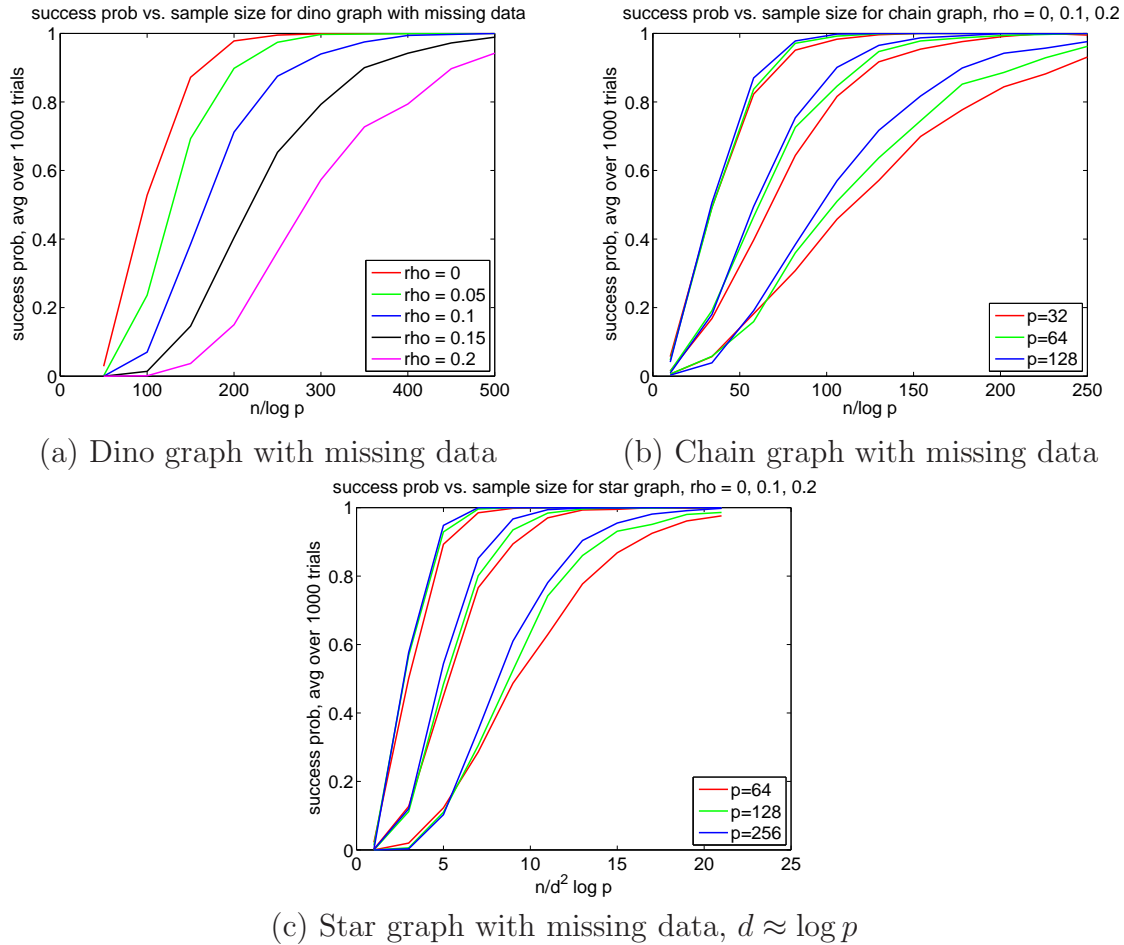 success prob vs. sample size for dino graph with missing data
success prob, avg over 1000 trials
1
0.8
0.6
0.4
0.2
0
0 100 200 300 400 500
n/log p
rho = 0
rho = 0.05
rho = 0.1
rho = 0.15
rho = 0.2
(a) Dino graph with missing data
success prob vs. sample size for chain graph, rho = 0, 0.1, 0.2
success prob, avg over 1000 trials
1
0.8
0.6
0.4
0.2
0
0 50 100 150 200 250
n/log p
p=32
p=64
p=128
(b) Chain graph with missing data
success prob vs. sample size for star graph, rho = 0, 0.1, 0.2
success prob, avg over 1000 trials
1
0.8
0.6
0.4
0.2
0
0 5 10 15 20 25
n/d² log p
p=64
p=128
p=256
(c) Star graph with missing data, d ≈ log p